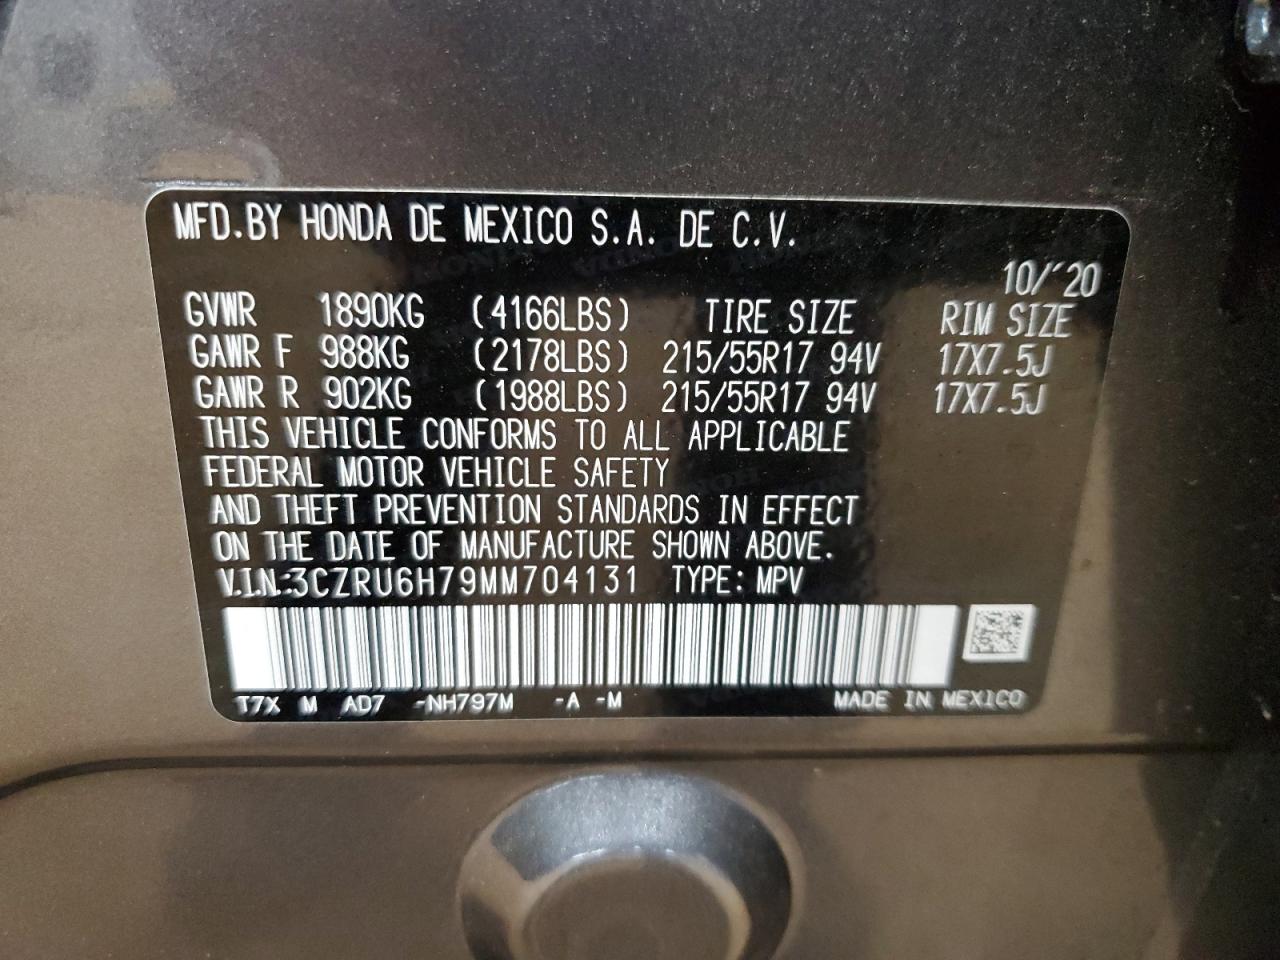 MFD.BY HONDA DE MEXICO S.A. DE C.V.
10/'20
GVWR 1890KG (4166LBS) TIRE SIZE RIM SIZE
GAWR F 988KG (2178LBS) 215/55R17 94V 17X7.5J
GAWR R 902KG (1988LBS) 215/55R17 94V 17X7.5J
THIS VEHICLE CONFORMS TO ALL APPLICABLE
FEDERAL MOTOR VEHICLE SAFETY
AND THEFT PREVENTION STANDARDS IN EFFECT
ON THE DATE OF MANUFACTURE SHOWN ABOVE.
V.I.N.:3CZRU6H79MM704131 TYPE: MPV
T7X M AD7 -NH797M -A -M MADE IN MEXICO